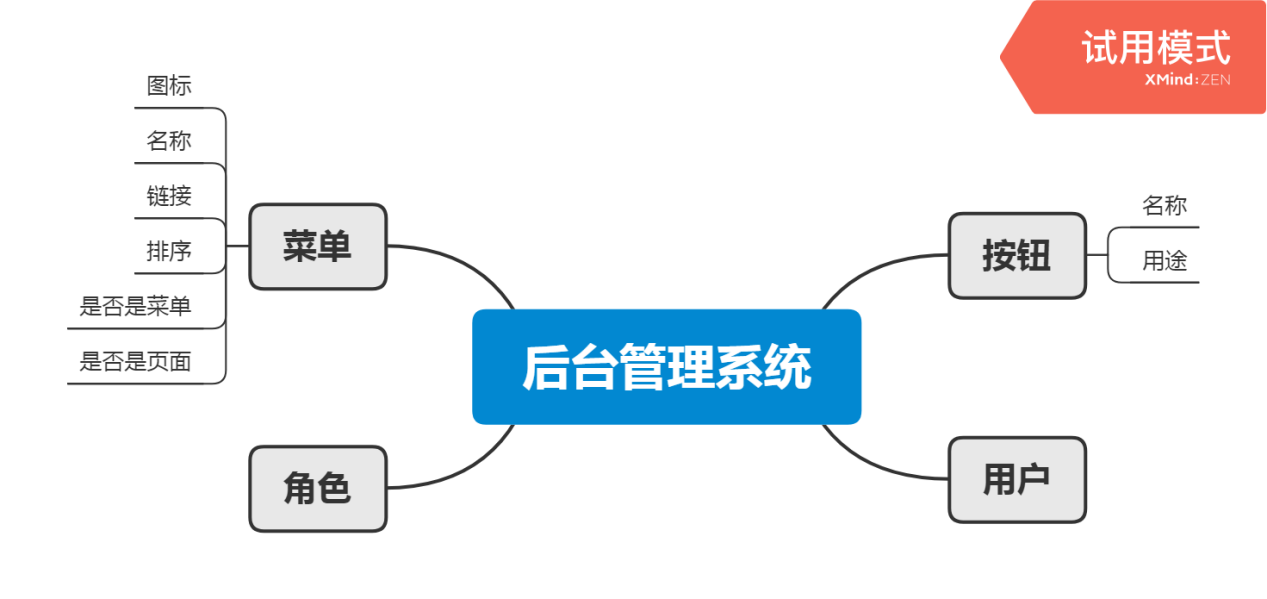 试用模式
XMind:ZEN
图标
名称
链接
排序
是否是菜单
是否是页面
菜单
角色
后台管理系统
按钮
名称
用途
用户